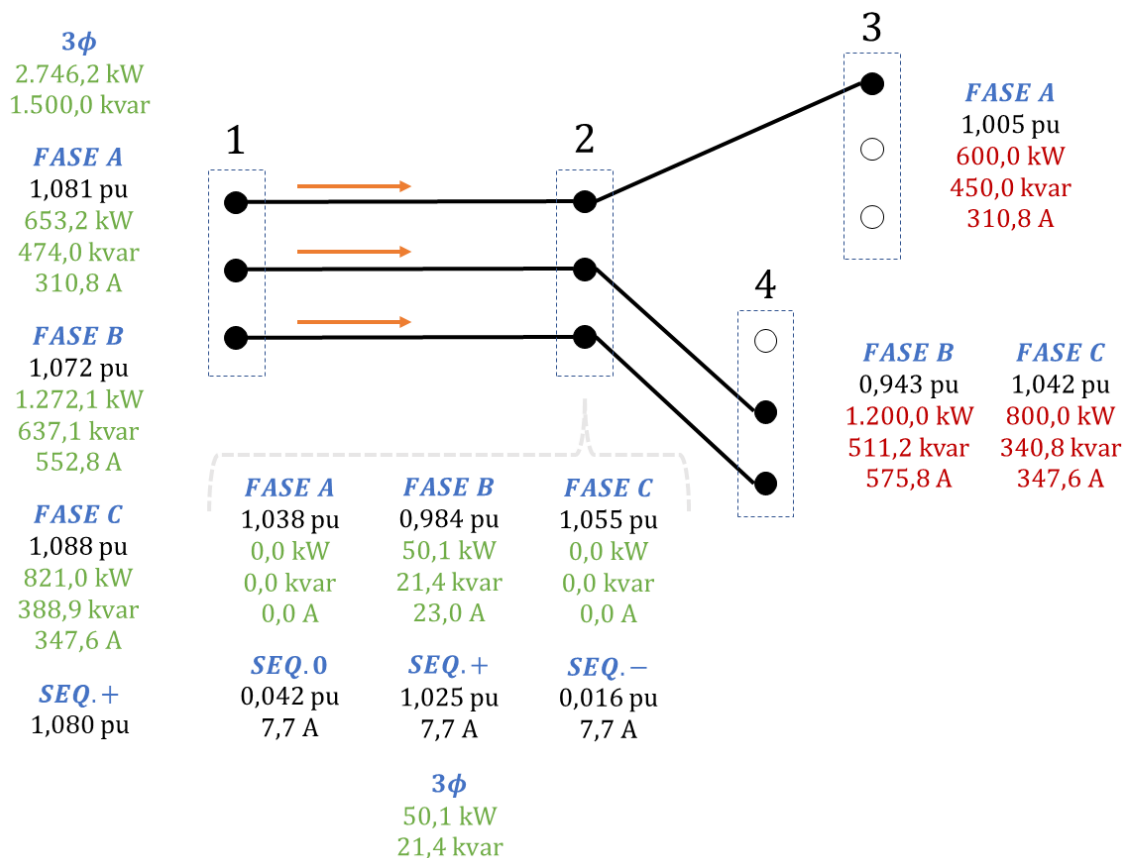 3ϕ
2.746,2 kW
1.500,0 kvar
FASE A
1,081 pu
653,2 kW
474,0 kvar
310,8 A
FASE B
1,072 pu
1.272,1 kW
637,1 kvar
552,8 A
FASE C
1,088 pu
821,0 kW
388,9 kvar
347,6 A
SEQ. +
1,080 pu
1
2
3
FASE A
1,005 pu
600,0 kW
450,0 kvar
310,8 A
4
FASE B
0,943 pu
1.200,0 kW
511,2 kvar
575,8 A
FASE C
1,042 pu
800,0 kW
340,8 kvar
347,6 A
FASE A
1,038 pu
0,0 kW
0,0 kvar
0,0 A
FASE B
0,984 pu
50,1 kW
21,4 kvar
23,0 A
FASE C
1,055 pu
0,0 kW
0,0 kvar
0,0 A
SEQ. 0
0,042 pu
7,7 A
SEQ. +
1,025 pu
7,7 A
SEQ. −
0,016 pu
7,7 A
3ϕ
50,1 kW
21,4 kvar